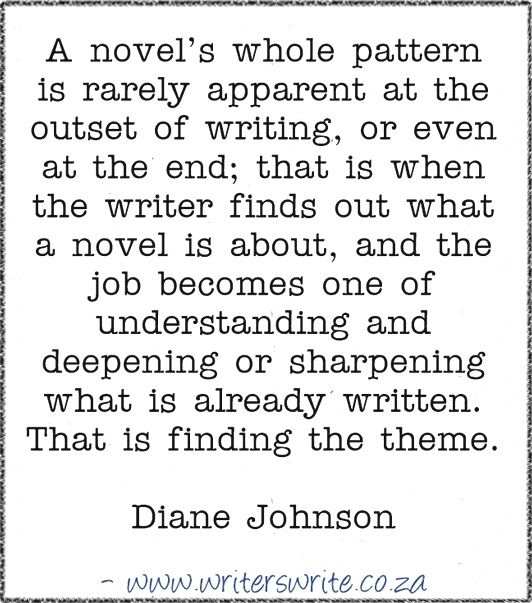 A novel's whole pattern
is rarely apparent at the
outset of writing, or even
at the end; that is when
the writer finds out what
a novel is about, and the
job becomes one of
understanding and
deepening or sharpening
what is already written.
That is finding the theme.
Diane Johnson
- www.writerswrite.co.za